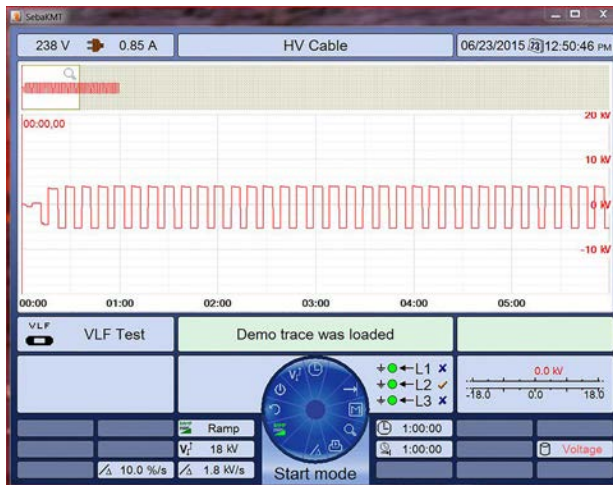 SebaKMT
238 V 0.85 A HV Cable 06/23/2015 12:50:46 PM
00:00,00
20 kV
10 kV
0 kV
-10 kV
00:00 01:00 02:00 03:00 04:00 05:00
VLF VLF Test Demo trace was loaded
L1
L2
L3
0.0 kV
-18.0 0.0 18.0
Ramp 1:00:00
18 kV 1:00:00 Voltage
10.0 %/s 1.8 kV/s
Start mode